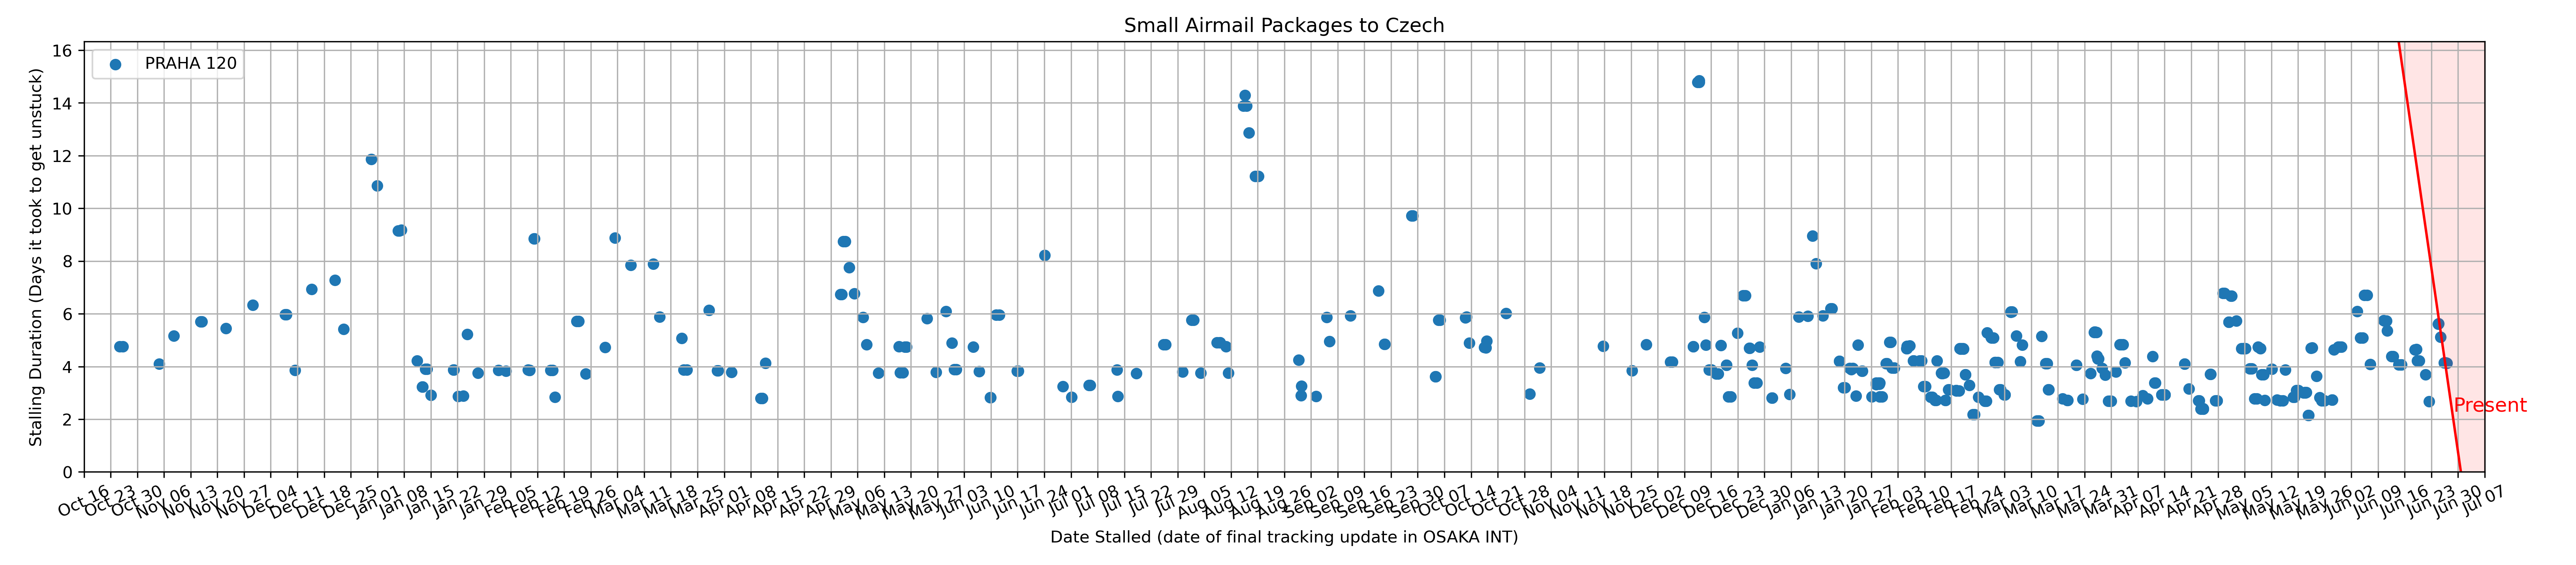 Small Airmail Packages to Czech
PRAHA 120
Stalling Duration (Days it took to get unstuck)
16
14
12
10
8
6
4
2
0
Present
Oct 16
Oct 23
Oct 30
Nov 06
Nov 13
Nov 20
Nov 27
Dec 04
Dec 11
Dec 18
Dec 25
Jan 01
Jan 08
Jan 15
Jan 22
Jan 29
Feb 05
Feb 12
Feb 19
Feb 26
Mar 04
Mar 11
Mar 18
Mar 25
Apr 01
Apr 08
Apr 15
Apr 22
Apr 29
May 06
May 13
May 20
May 27
Jun 03
Jun 10
Jun 17
Jun 24
Jul 01
Jul 08
Jul 15
Jul 22
Jul 29
Aug 05
Aug 12
Aug 19
Aug 26
Sep 02
Sep 09
Sep 16
Sep 23
Sep 30
Oct 07
Oct 14
Oct 21
Oct 28
Nov 04
Nov 11
Nov 18
Nov 25
Dec 02
Dec 09
Dec 16
Dec 23
Dec 30
Jan 06
Jan 13
Jan 20
Jan 27
Feb 03
Feb 10
Feb 17
Feb 24
Mar 03
Mar 10
Mar 17
Mar 24
Mar 31
Apr 07
Apr 14
Apr 21
Apr 28
May 05
May 12
May 19
May 26
Jun 02
Jun 09
Jun 16
Jun 23
Jun 30
Jul 07
Date Stalled (date of final tracking update in OSAKA INT)